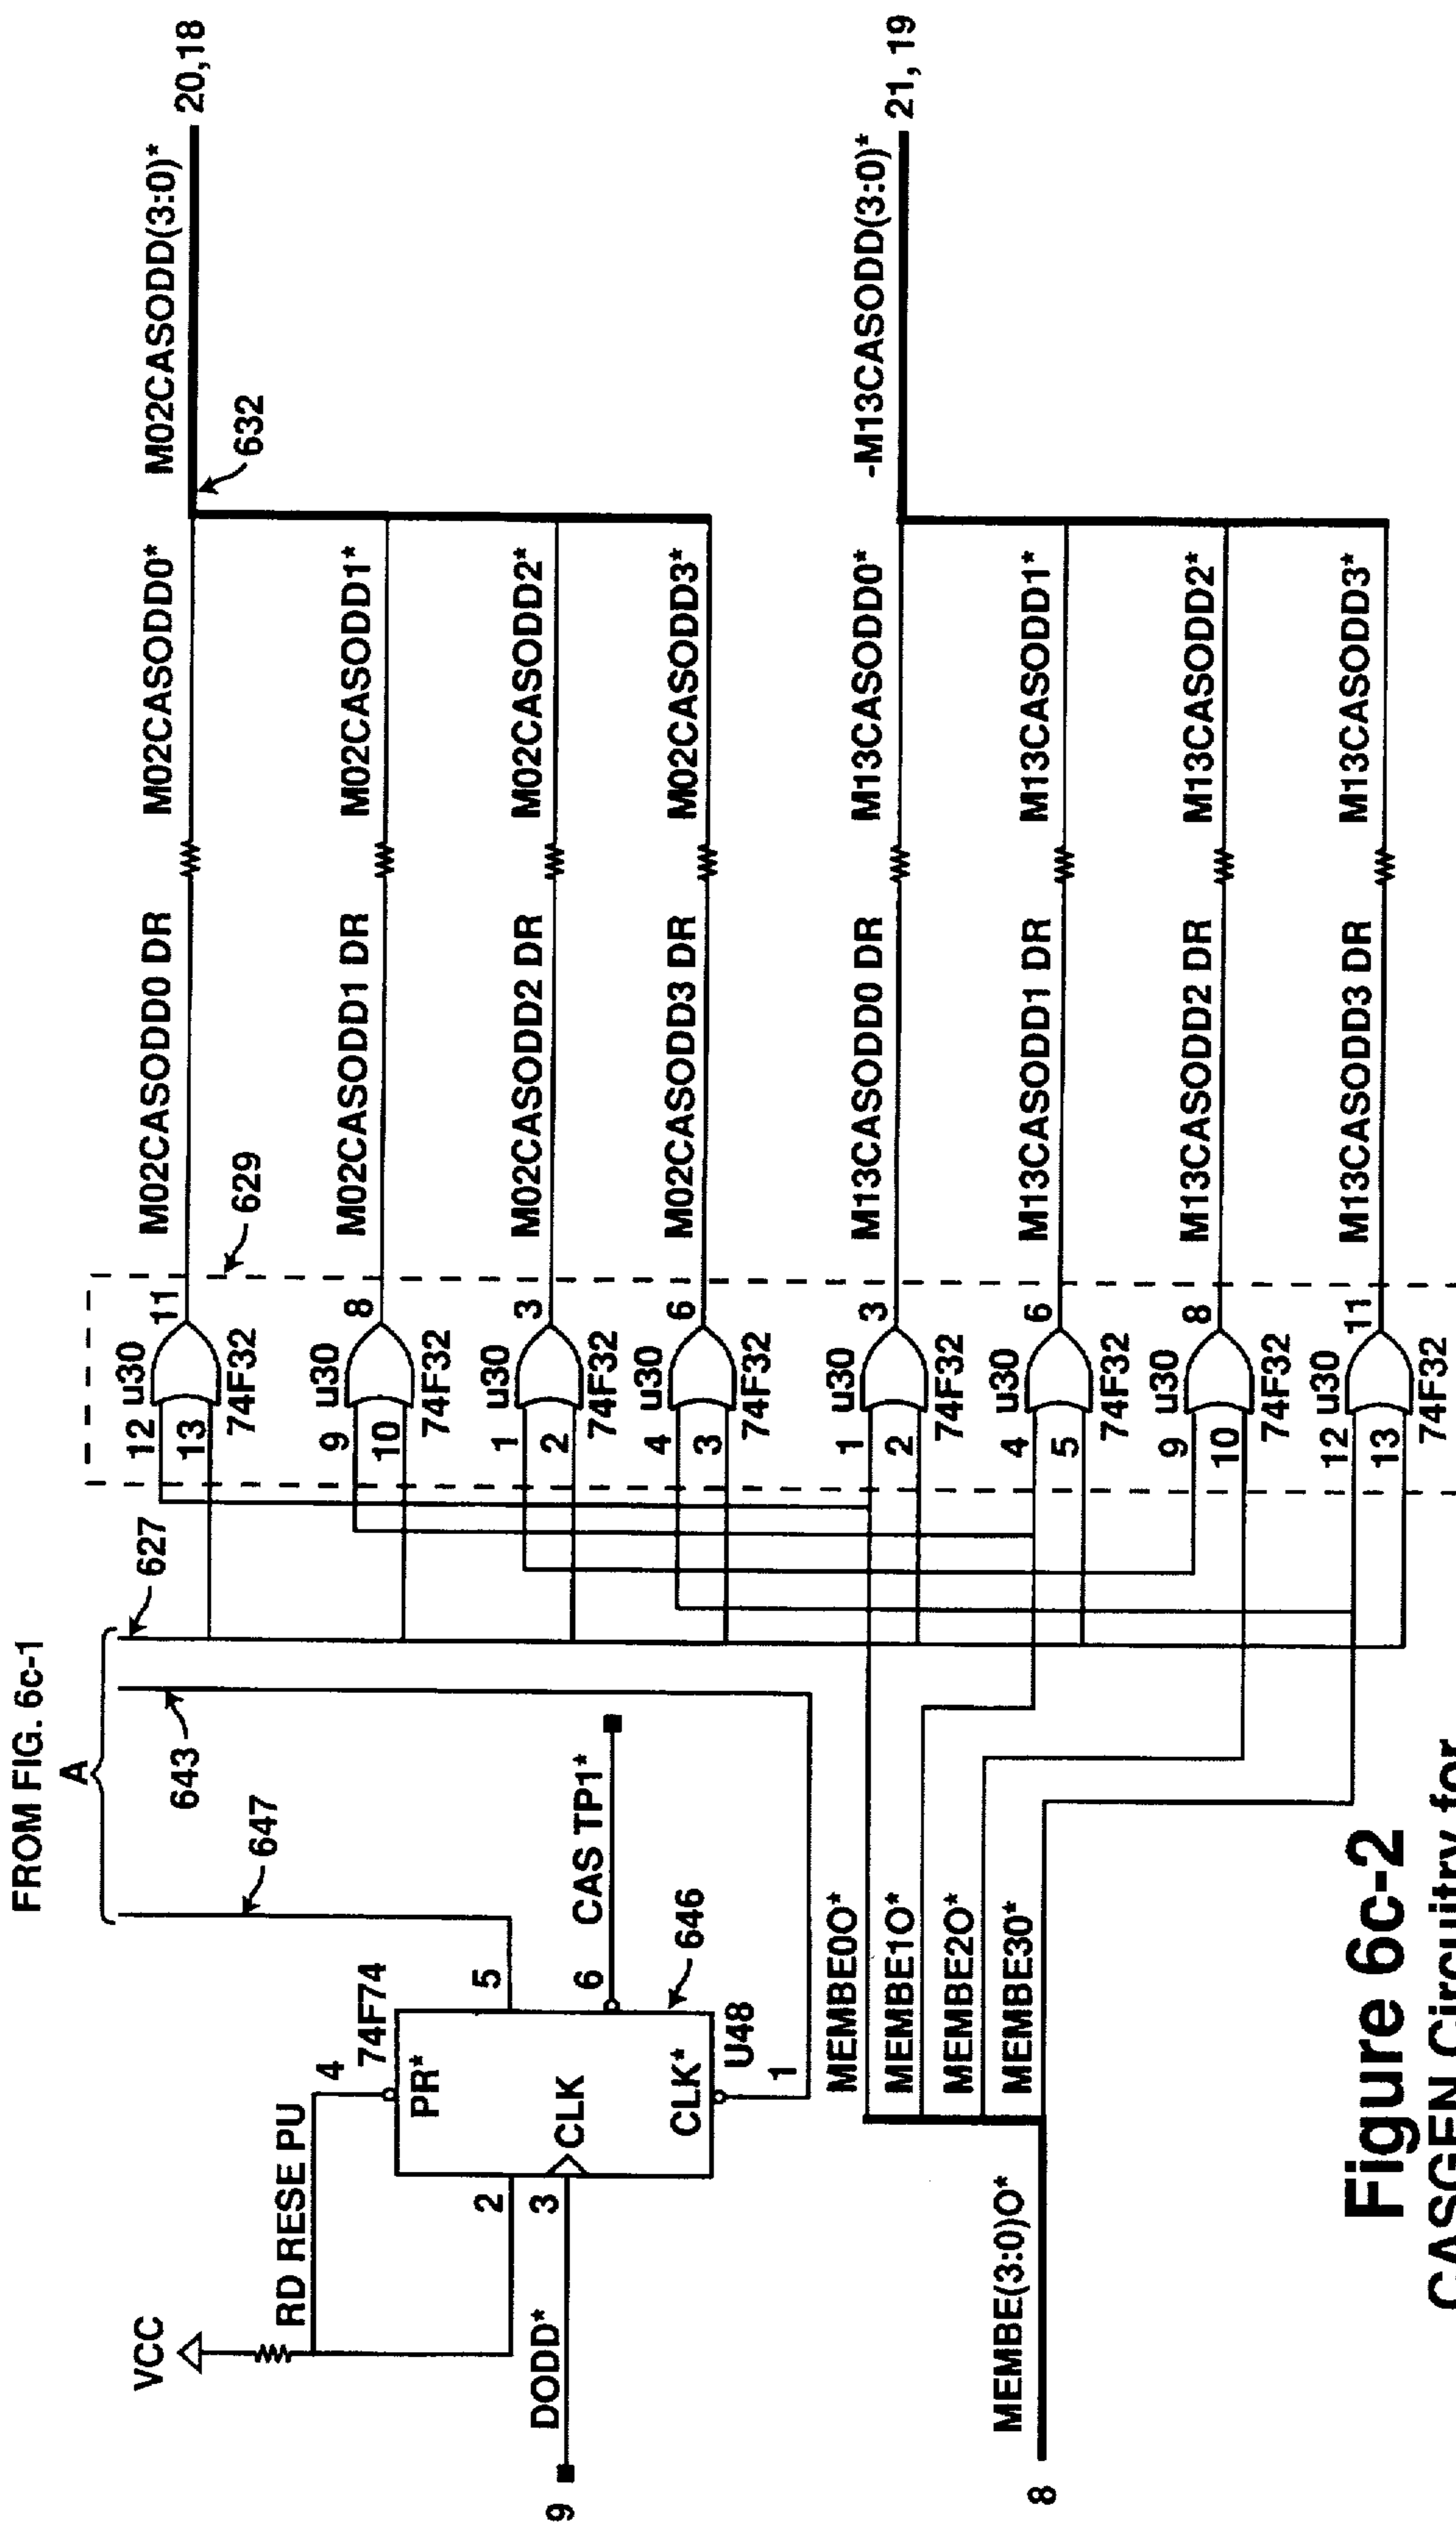 FROM FIG. 6c-1
A
647
643
627
VCC
RD RESE PU
4
74F74
PR*
2
5
DODD*
3
CLK
6
CAS TP1*
9
CLK*
646
U48
1
MEMBE(3:0)O*
8
MEMBE0O*
MEMBE1O*
MEMBE2O*
MEMBE3O*
629
12
13
u30
11
74F32
M02CASODD0 DR
M02CASODD0*
9
10
u30
8
74F32
M02CASODD1 DR
M02CASODD1*
1
2
u30
3
74F32
M02CASODD2 DR
M02CASODD2*
4
3
u30
6
74F32
M02CASODD3 DR
M02CASODD3*
632
M02CASODD(3:0)*
20,18
1
2
u30
3
74F32
M13CASODD0 DR
M13CASODD0*
4
5
u30
6
74F32
M13CASODD1 DR
M13CASODD1*
9
10
u30
8
74F32
M13CASODD2 DR
M13CASODD2*
12
13
u30
11
74F32
M13CASODD3 DR
M13CASODD3*
-M13CASODD(3:0)*
21, 19
Figure 6c-2
CASGEN Circuitry for